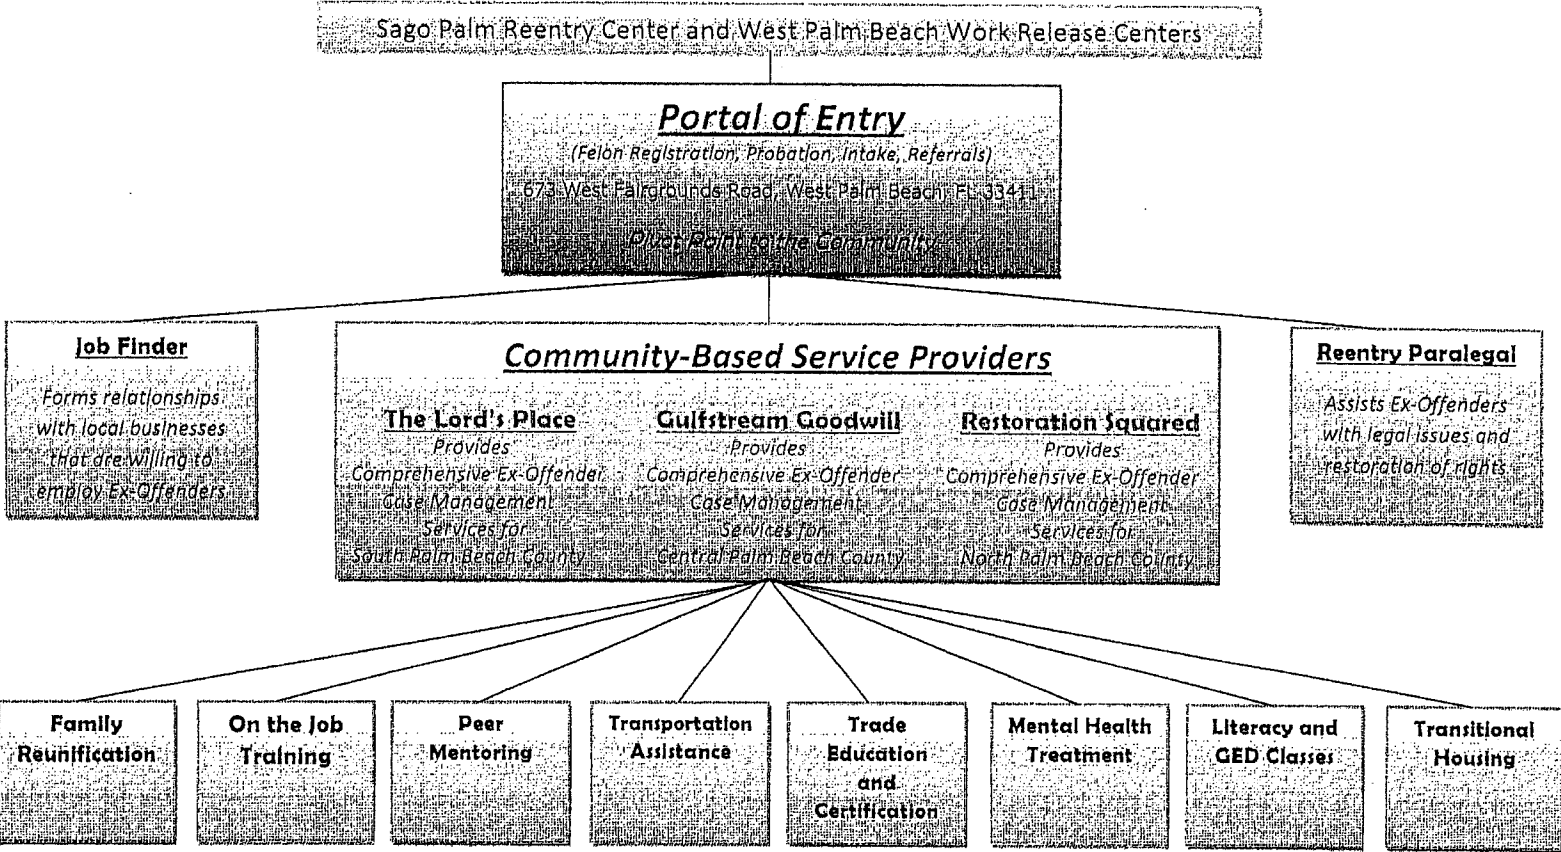 Sago Palm Reentry Center and West Palm Beach Work Release Centers
Portal of Entry
(Felon Registration, Probation, Intake, Referrals)
673 West Fairgrounds Road, West Palm Beach, FL 33411
Pivot Point to the Community
Job Finder
Forms relationships
with local businesses
that are willing to
employ Ex-Offenders
Community-Based Service Providers
The Lord's Place
Provides
Comprehensive Ex-Offender
Case Management
Services for
South Palm Beach County
Gulfstream Goodwill
Provides
Comprehensive Ex-Offender
Case Management
Services for
Central Palm Beach County
Restoration Squared
Provides
Comprehensive Ex-Offender
Case Management
Services for
North Palm Beach County
Reentry Paralegal
Assists Ex-Offenders
with legal issues and
restoration of rights
Family
Reunification
On the Job
Training
Peer
Mentoring
Transportation
Assistance
Trade
Education
and
Certification
Mental Health
Treatment
Literacy and
GED Classes
Transitional
Housing